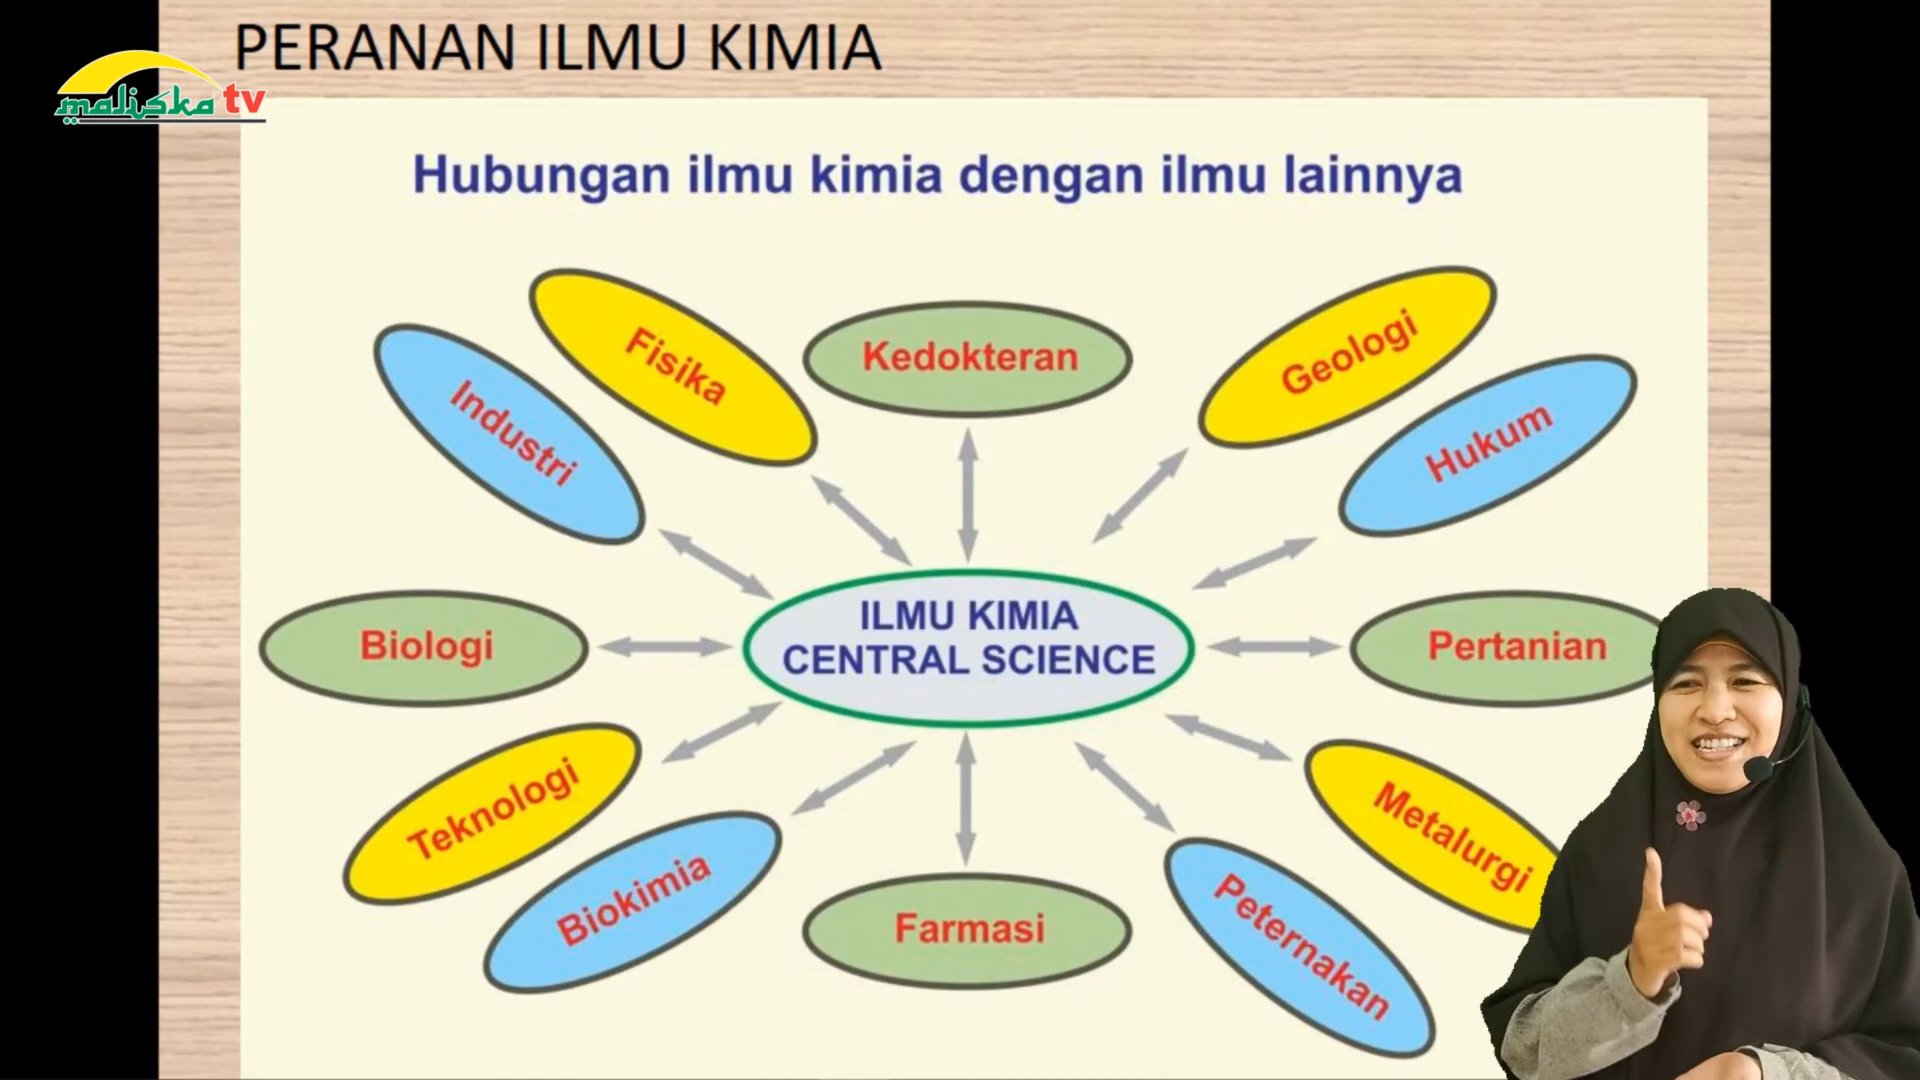 PERANAN ILMU KIMIA
maliska tv
Hubungan ilmu kimia dengan ilmu lainnya
Fisika
Kedokteran
Geologi
Industri
Hukum
Biologi
ILMU KIMIA
CENTRAL SCIENCE
Pertanian
Teknologi
Metalurgi
Biokimia
Farmasi
Peternakan